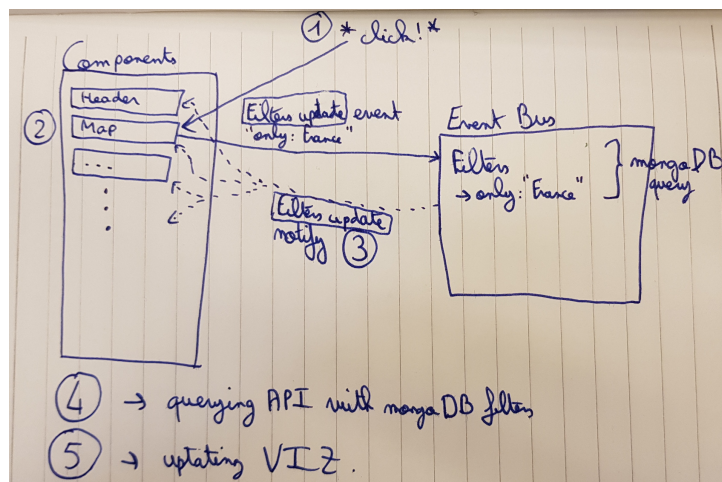 ① * click! *
Components
Header
② Map
...
Filters update event
"only: France"
Event Bus
Filters
→ only: "France"
mongoDB
query
Filters update
notify ③
④ → querying API with mongoDB filters
⑤ → uptating VIZ.